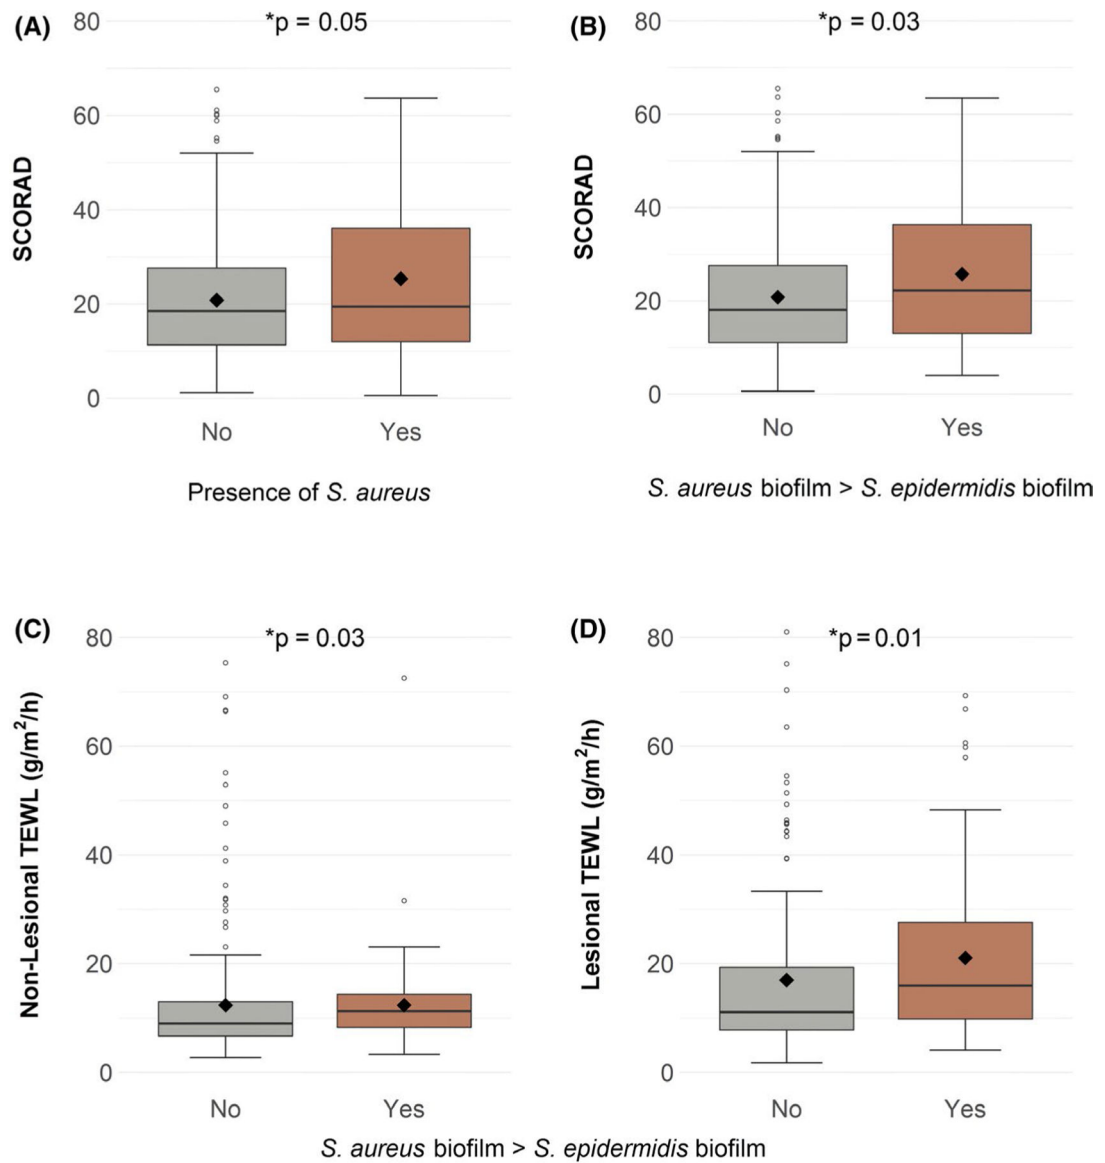 (A) 80 *p = 0.05
60
40
20
0
SCORAD
No Yes
Presence of S. aureus
(B) 80 *p = 0.03
60
40
20
0
SCORAD
No Yes
S. aureus biofilm > S. epidermidis biofilm
(C) 80 *p = 0.03
60
40
20
0
Non-Lesional TEWL (g/m²/h)
No Yes
(D) 80 *p = 0.01
60
40
20
0
Lesional TEWL (g/m²/h)
No Yes
S. aureus biofilm > S. epidermidis biofilm